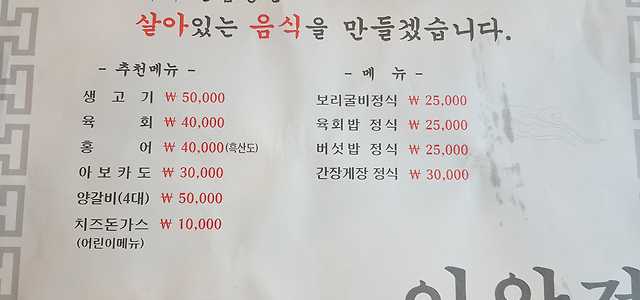 살아있는 음식을 만들겠습니다.
- 추천메뉴 -
생 고 기 ₩ 50,000
육 회 ₩ 40,000
홍 어 ₩ 40,000(흑산도)
아 보 카 도 ₩ 30,000
양갈비(4대) ₩ 50,000
치즈돈가스 ₩ 10,000
(어린이메뉴)
- 메 뉴 -
보리굴비정식 ₩ 25,000
육회밥 정식 ₩ 25,000
버섯밥 정식 ₩ 25,000
간장게장 정식 ₩ 30,000